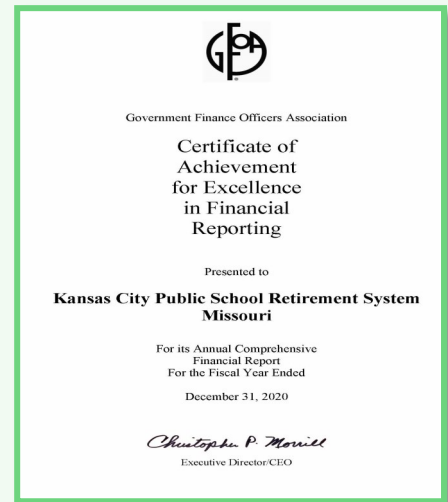 GFOA
Government Finance Officers Association
Certificate of
Achievement
for Excellence
in Financial
Reporting
Presented to
Kansas City Public School Retirement System
Missouri
For its Annual Comprehensive
Financial Report
For the Fiscal Year Ended
December 31, 2020
Christopher P. Morrill
Executive Director/CEO